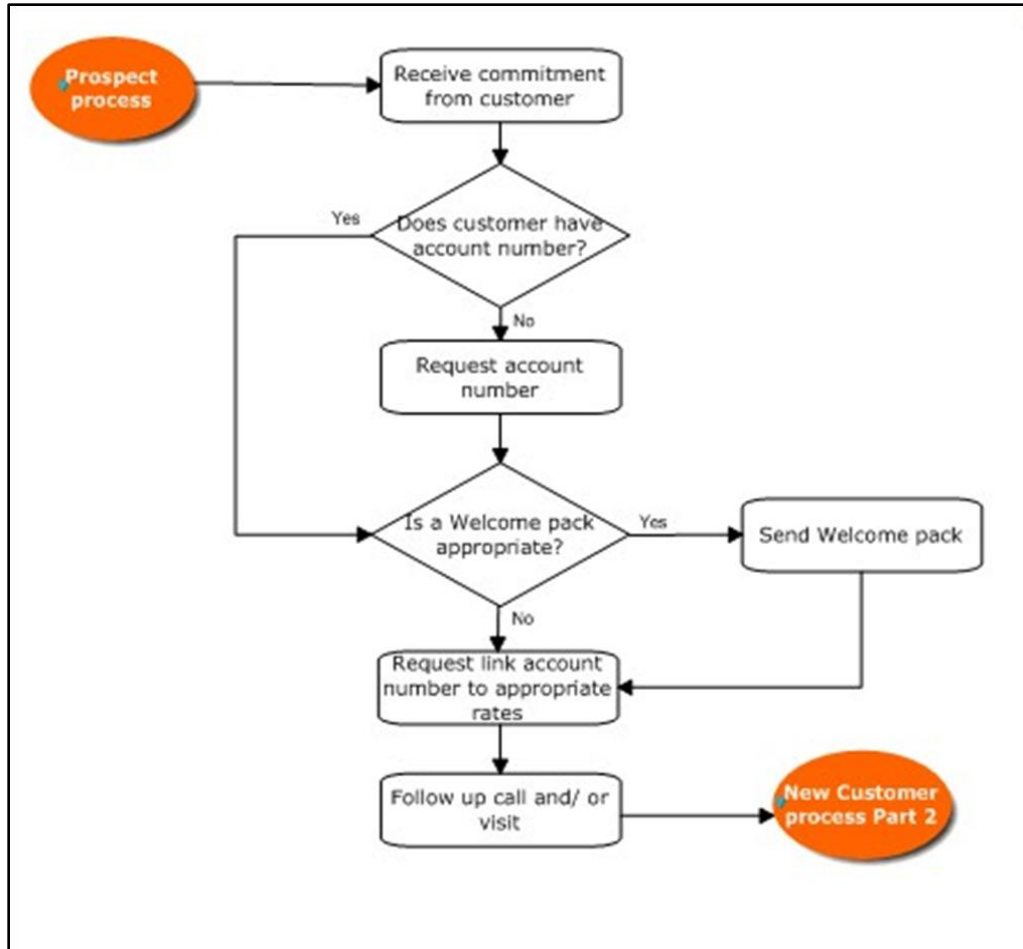 Prospect
process
Receive commitment
from customer
Yes
Does customer have
account number?
No
Request account
number
Is a Welcome pack
appropriate?
Yes
Send Welcome pack
No
Request link account
number to appropriate
rates
Follow up call and/ or
visit
New Customer
process Part 2